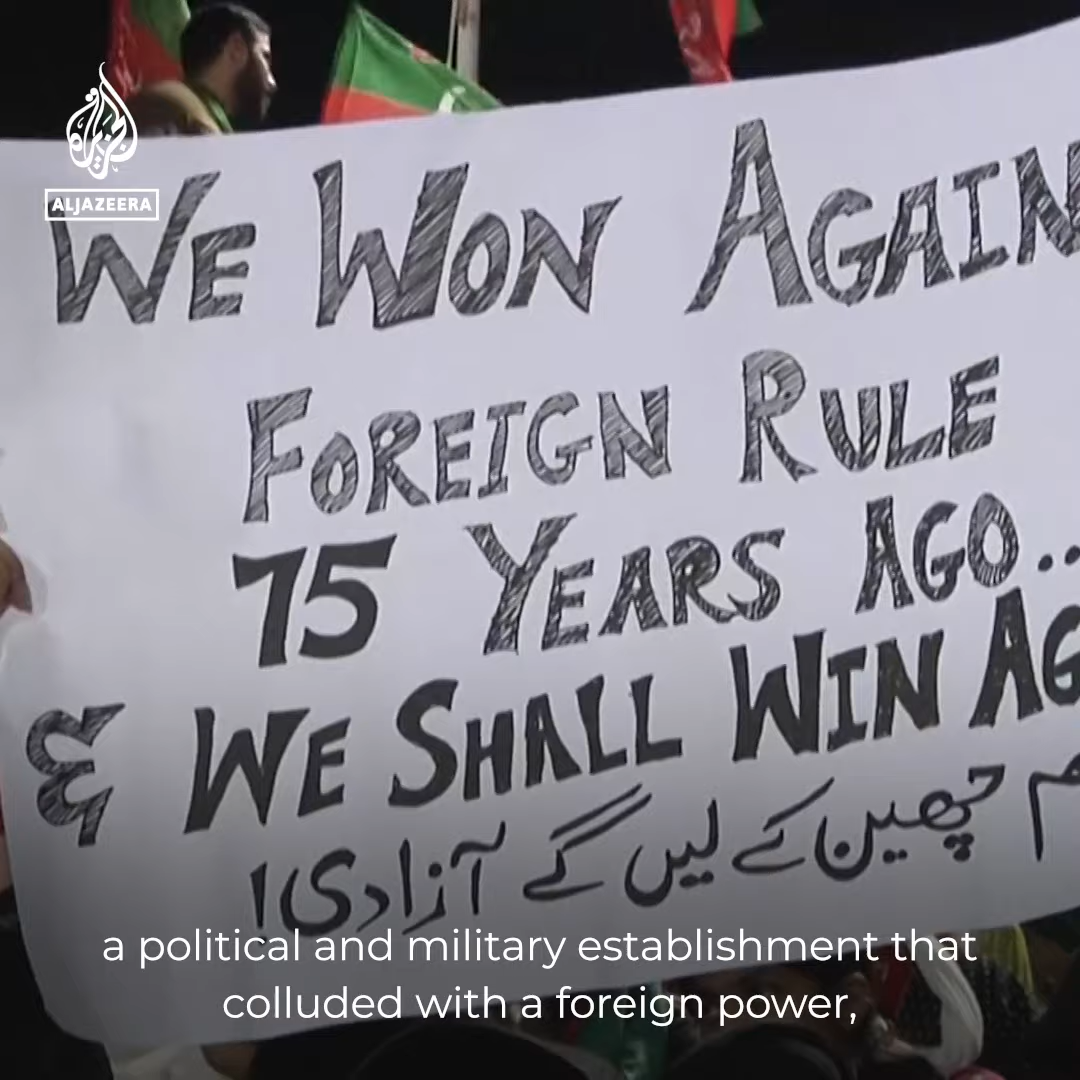 ALJAZEERA
WE WON AGAIN
FOREIGN RULE
75 YEARS AGO..
& WE SHALL WIN AG
چھین کے لیں گے آزادی!
a political and military establishment that
colluded with a foreign power,